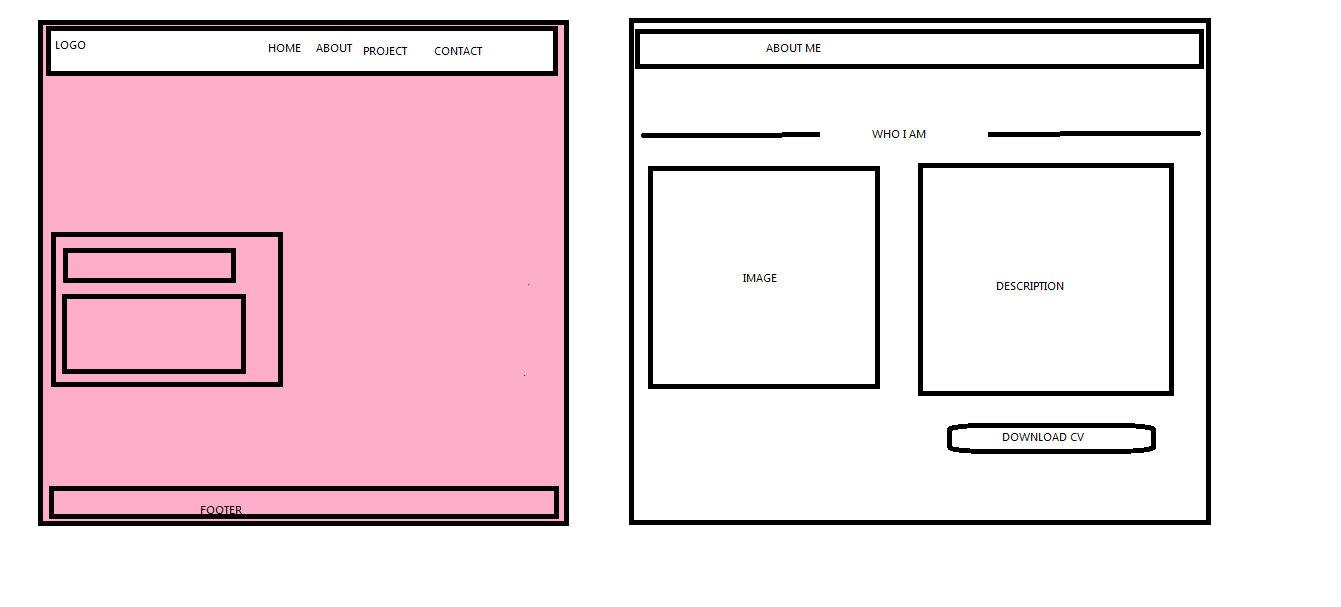 LOGO
HOME ABOUT PROJECT CONTACT
FOOTER
ABOUT ME
WHO I AM
IMAGE
DESCRIPTION
DOWNLOAD CV